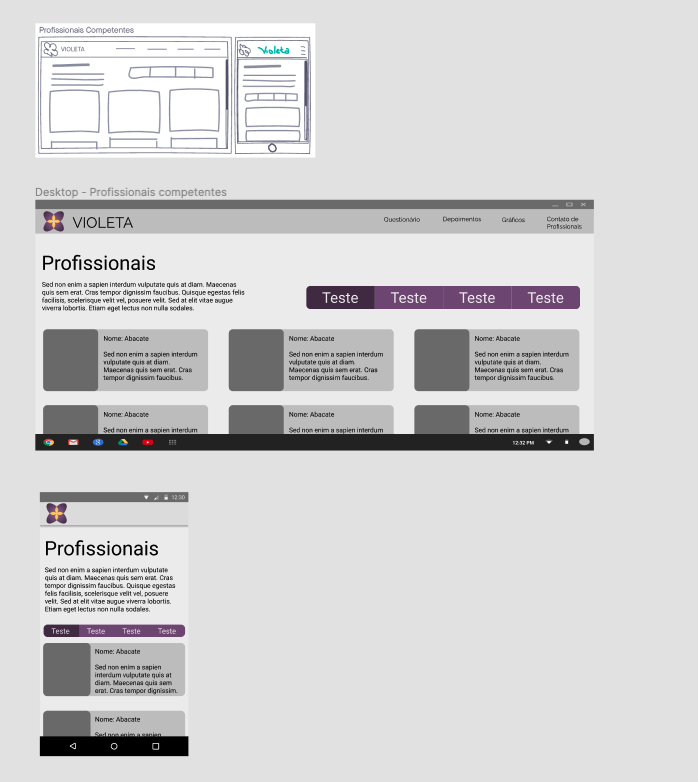 Profissionais Competentes
VIOLETA
Violeta
Desktop - Profissionais competentes
VIOLETA
Questionário
Depoimentos
Gráficos
Contato de
Profissionais
Profissionais
Sed non enim a sapien interdum vulputate quis at diam. Maecenas
quis sem erat. Cras tempor dignissim faucibus. Quisque egestas felis
facilisis, scelerisque velit vel, posuere velit. Sed at elit vitae augue
viverra lobortis. Etiam eget lectus non nulla sodales.
Teste Teste Teste Teste
Nome: Abacate
Sed non enim a sapien interdum
vulputate quis at diam.
Maecenas quis sem erat. Cras
tempor dignissim faucibus.
Nome: Abacate
Sed non enim a sapien interdum
vulputate quis at diam.
Maecenas quis sem erat. Cras
tempor dignissim faucibus.
Nome: Abacate
Sed non enim a sapien interdum
vulputate quis at diam.
Maecenas quis sem erat. Cras
tempor dignissim faucibus.
Nome: Abacate
Sed non enim a sapien interdum
Nome: Abacate
Sed non enim a sapien interdum
Nome: Abacate
Sed non enim a sapien interdum
12:32 PM
12:30
Profissionais
Sed non enim a sapien interdum vulputate
quis at diam. Maecenas quis sem erat. Cras
tempor dignissim faucibus. Quisque egestas
felis facilisis, scelerisque velit vel, posuere
velit. Sed at elit vitae augue viverra lobortis.
Etiam eget lectus non nulla sodales.
Teste Teste Teste Teste
Nome: Abacate
Sed non enim a sapien
interdum vulputate quis at
diam. Maecenas quis sem
erat. Cras tempor dignissim.
Nome: Abacate
Sed non enim a sapien